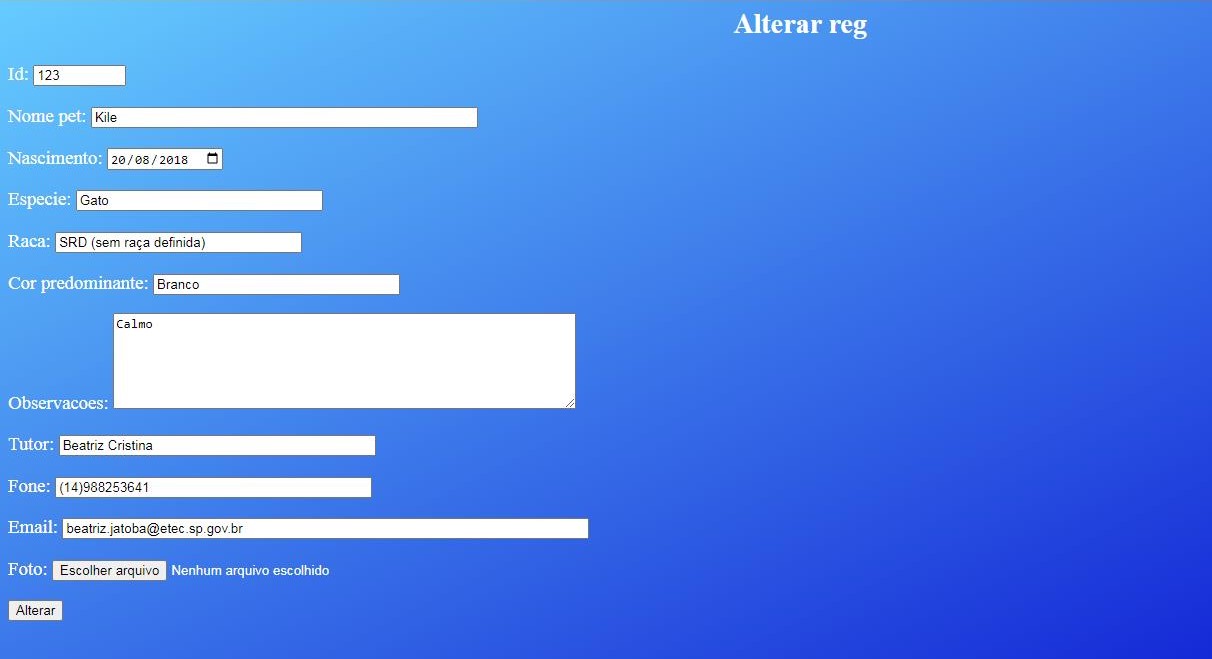 Alterar reg
Id: 123
Nome pet: Kile
Nascimento: 20/08/2018
Especie: Gato
Raca: SRD (sem raça definida)
Cor predominante: Branco
Observacoes: Calmo
Tutor: Beatriz Cristina
Fone: (14)988253641
Email: beatriz.jatoba@etec.sp.gov.br
Foto: Escolher arquivo Nenhum arquivo escolhido
Alterar